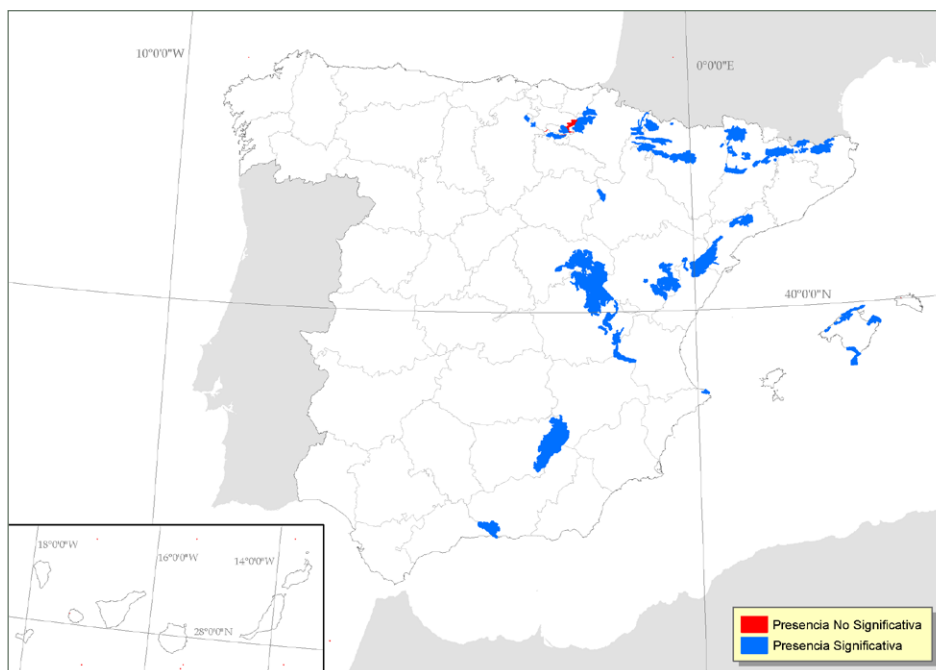 10°0'0"W
0°0'0"E
40°0'0"N
18°0'0"W
16°0'0"W
14°0'0"W
28°0'0"N
Presencia No Significativa
Presencia Significativa